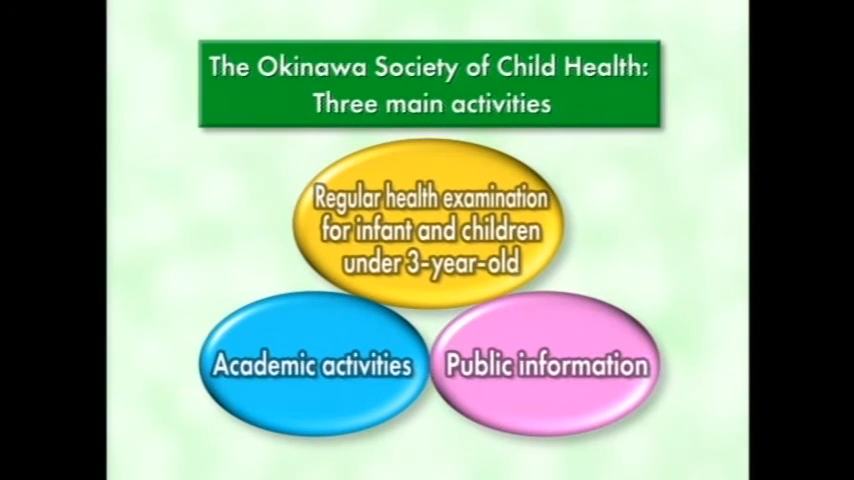 The Okinawa Society of Child Health:
Three main activities
Regular health examination
for infant and children
under 3-year-old
Academic activities
Public information